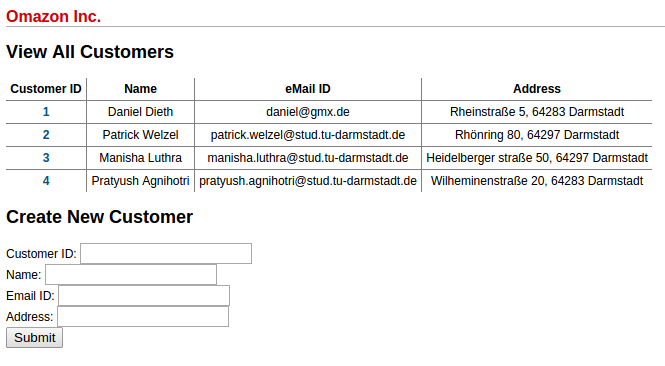 Omazon Inc.
View All Customers
Customer ID Name eMail ID Address
1 Daniel Dieth daniel@gmx.de Rheinstraße 5, 64283 Darmstadt
2 Patrick Welzel patrick.welzel@stud.tu-darmstadt.de Rhönring 80, 64297 Darmstadt
3 Manisha Luthra manisha.luthra@stud.tu-darmstadt.de Heidelberger straße 50, 64297 Darmstadt
4 Pratyush Agnihotri pratyush.agnihotri@stud.tu-darmstadt.de Wilheminenstraße 20, 64283 Darmstadt
Create New Customer
Customer ID:
Name:
Email ID:
Address:
Submit